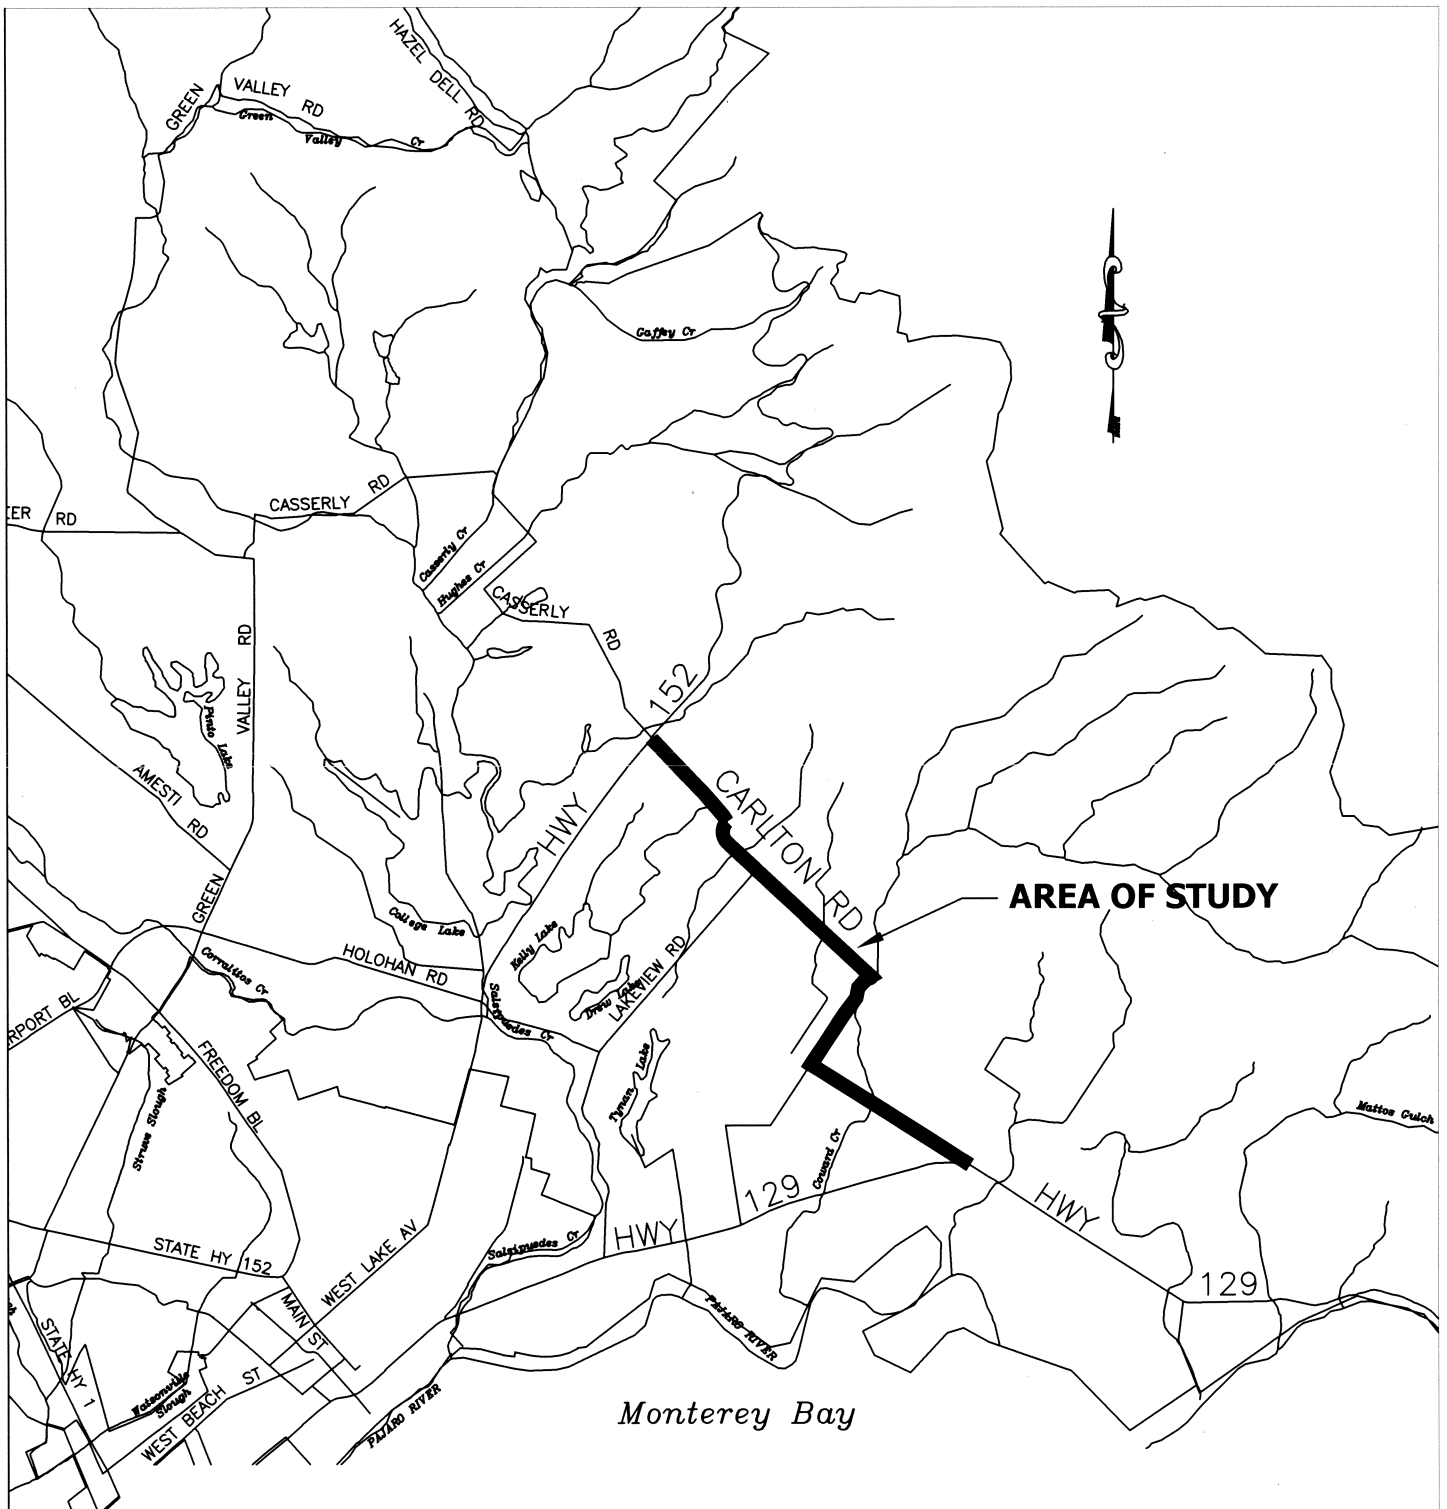 HAZEL DELL RD
GREEN
VALLEY RD
Green
Valley
Cr
Gaffey Cr
CASSERLY RD
RD
Casserly Cr
Hughes Cr
CASSERLY
RD
VALLEY RD
152
Pinto Lake
AMESTI RD
HWY
CARLTON RD
GREEN
AREA OF STUDY
College Lake
Kelly Lake
HOLOHAN RD
Corralitos Cr
LAKEVIEW RD
Drew Lake
Salsipuedes Cr
FREEDOM BL
Tynan Lake
Struve Slough
Mattos Gulch
Coward Cr
129
HWY
HWY
STATE HY 152
WEST LAKE AV
Salsipuedes Cr
129
MAIN ST
PAJARO RIVER
STATE HY 1
Watsonville
Slough
WEST BEACH ST
PAJARO RIVER
Monterey Bay